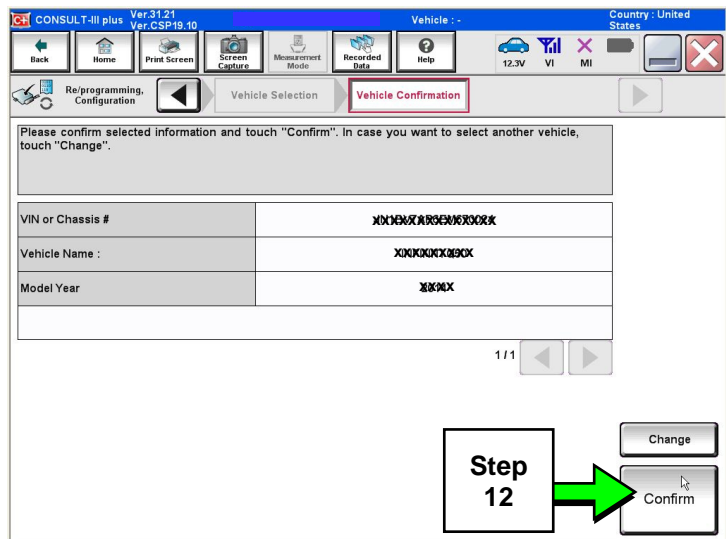 CONSULT-III plus Ver.31.21
Ver.CSP19.10
Vehicle : -
Country : United
States
Back
Home
Print Screen
Screen
Capture
Measurement
Mode
Recorded
Data
Help
12.3V
VI
MI
Re/programming,
Configuration
Vehicle Selection
Vehicle Confirmation
Please confirm selected information and touch "Confirm". In case you want to select another vehicle,
touch "Change".
VIN or Chassis #
Vehicle Name :
Model Year
1/1
Change
Step
12
Confirm